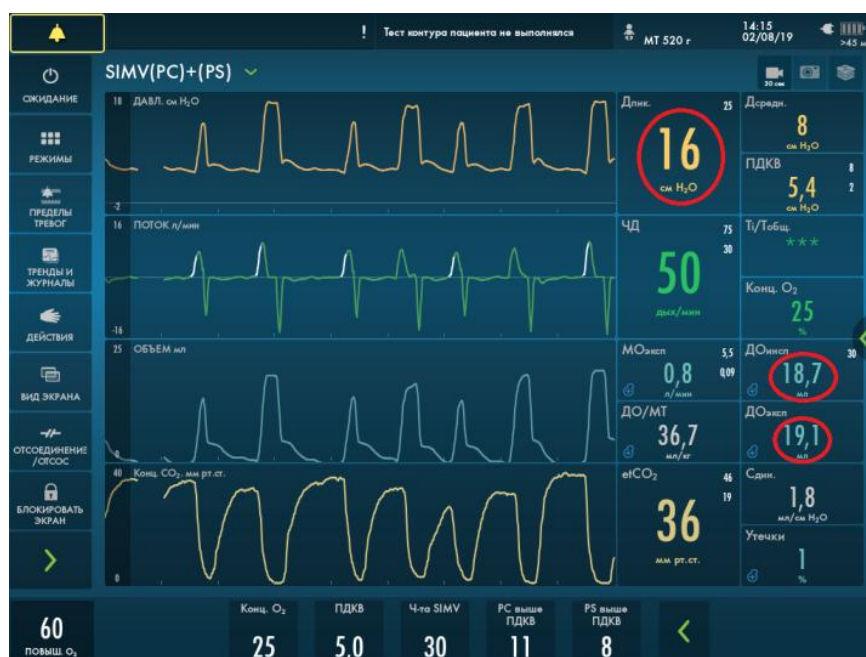 ! Тест контура пациента не выполнялся
МТ 520 г
14:15
02/08/19
>45 м
SIMV(PC)+(PS)
30 сек
ОЖИДАНИЕ
РЕЖИМЫ
ПРЕДЕЛЫ
ТРЕВОГ
ТРЕНДЫ И
ЖУРНАЛЫ
ДЕЙСТВИЯ
ВИД ЭКРАНА
ОТСОЕДИНЕНИЕ
/ОТСОС
БЛОКИРОВАТЬ
ЭКРАН
18 ДАВЛ. см H₂O
-2
16 ПОТОК л/мин
-16
25 ОБЪЕМ мл
0
40 Конц. CO₂, мм рт.ст.
0
Дпик. 25
16
см H₂O
Дсредн.
8
см H₂O
ПДКВ 8
5,4 2
см H₂O
ЧД 75
30
50
дых/мин
Ti/Tобщ.
***
Конц. O₂
25
%
МОэксп 5,5
0,8 0,09
л/мин
ДОинсп 30
18,7
мл
ДО/МТ
36,7
мл/кг
ДОэксп
19,1
мл
etCO₂ 46
19
36
мм рт.ст.
Сдин.
1,8
мл/см H₂O
Утечки
1
%
60
ПОВЫШ. O₂
Конц. O₂
25
ПДКВ
5,0
Ч-та SIMV
30
PC выше
ПДКВ
11
PS выше
ПДКВ
8